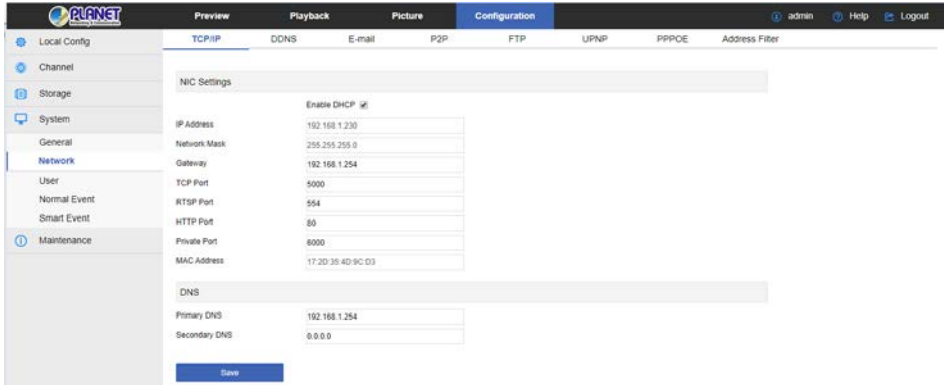 PLANET
Preview Playback Picture Configuration admin Help Logout
Local Config
Channel
Storage
System
General
Network
User
Normal Event
Smart Event
Maintenance
TCP/IP DDNS E-mail P2P FTP UPNP PPPOE Address Filter
NIC Settings
Enable DHCP
IP Address 192.168.1.230
Network Mask 255.255.255.0
Gateway 192.168.1.254
TCP Port 5000
RTSP Port 554
HTTP Port 80
Private Port 6000
MAC Address 17:2D:35:4D:9C:D3
DNS
Primary DNS 192.168.1.254
Secondary DNS 0.0.0.0
Save